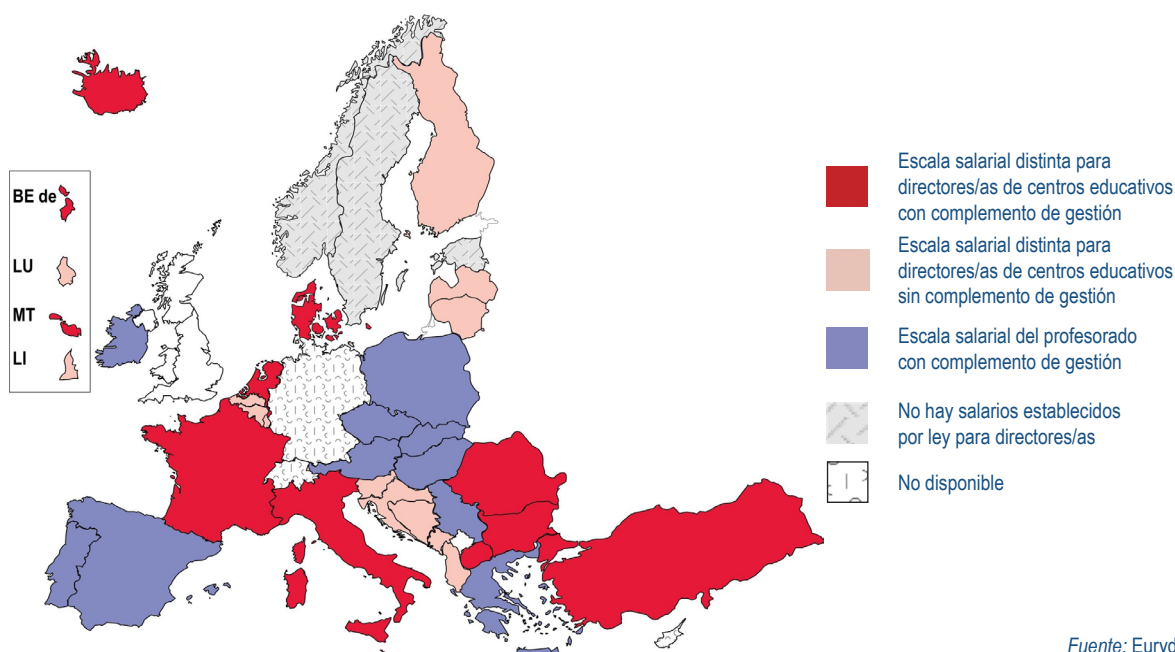 BE de
LU
MT
LI
Escala salarial distinta para
directores/as de centros educativos
con complemento de gestión
Escala salarial distinta para
directores/as de centros educativos
sin complemento de gestión
Escala salarial del profesorado
con complemento de gestión
No hay salarios establecidos
por ley para directores/as
No disponible
Fuente: Euryd